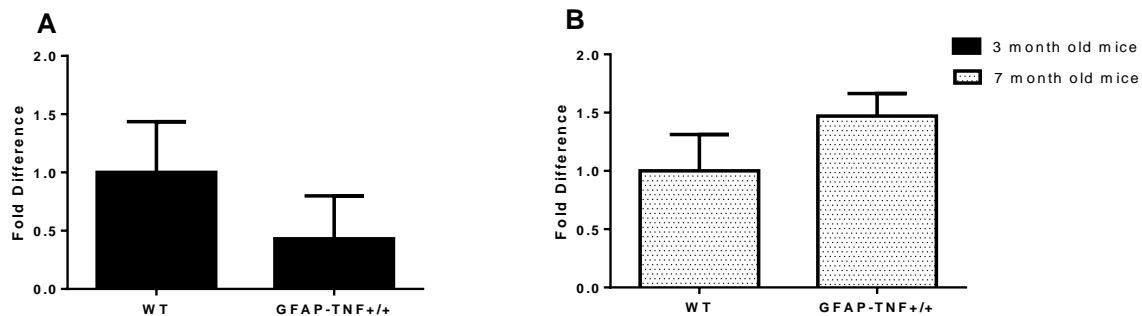 A
Fold Difference
2.0
1.5
1.0
0.5
0.0
WT
GFAP-TNF+/+
B
Fold Difference
2.0
1.5
1.0
0.5
0.0
WT
GFAP-TNF+/+
3 month old mice
7 month old mice